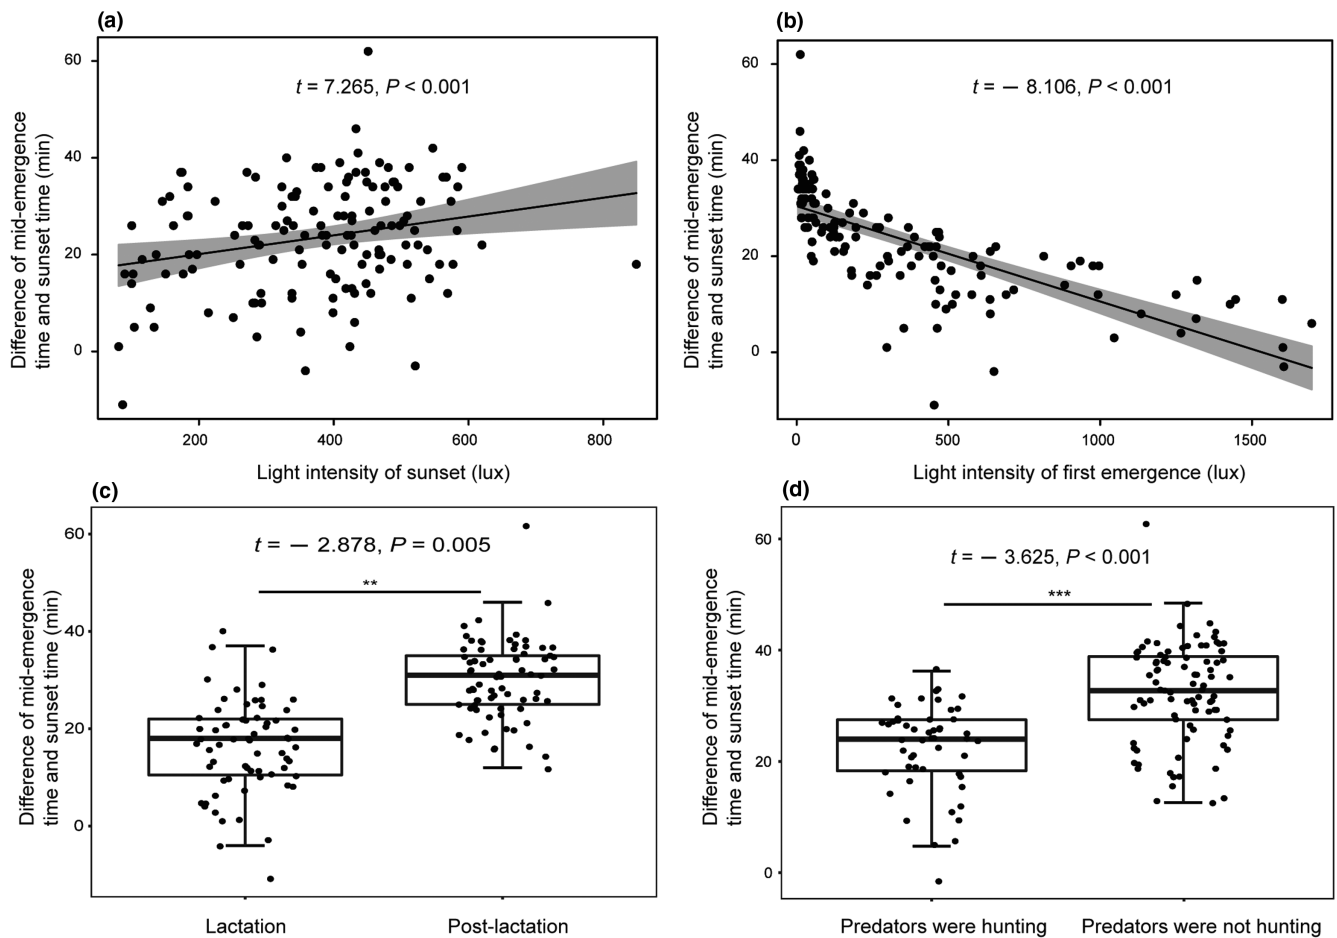 (a)
t = 7.265, P < 0.001
Difference of mid-emergence
time and sunset time (min)
60
40
20
0
200 400 600 800
Light intensity of sunset (lux)
(b)
t = − 8.106, P < 0.001
Difference of mid-emergence
time and sunset time (min)
60
40
20
0
0 500 1000 1500
Light intensity of first emergence (lux)
(c)
t = − 2.878, P = 0.005
**
Difference of mid-emergence
time and sunset time (min)
60
40
20
0
Lactation Post-lactation
(d)
t = − 3.625, P < 0.001
***
Difference of mid-emergence
time and sunset time (min)
60
40
20
0
Predators were hunting Predators were not hunting